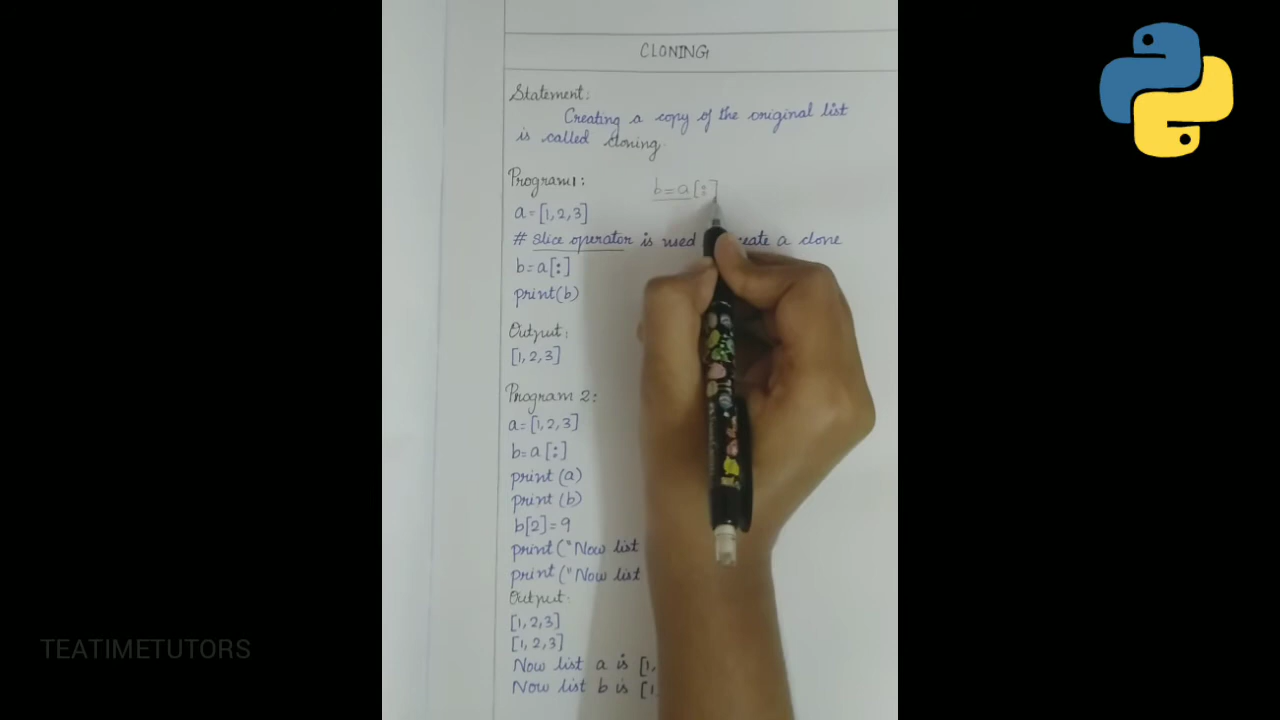 CLONING
Statement:
Creating a copy of the original list
is called cloning.
Program1:
b=a[:]
a=[1,2,3]
# Slice operator is used create a clone
b=a[:]
print(b)
Output:
[1,2,3]
Program 2:
a=[1,2,3]
b=a[:]
print(a)
print(b)
b[2]=9
print("Now list
print("Now list
Output:
[1,2,3]
[1,2,3]
Now list a is [1,
Now list b is [1
TEATIMETUTORS